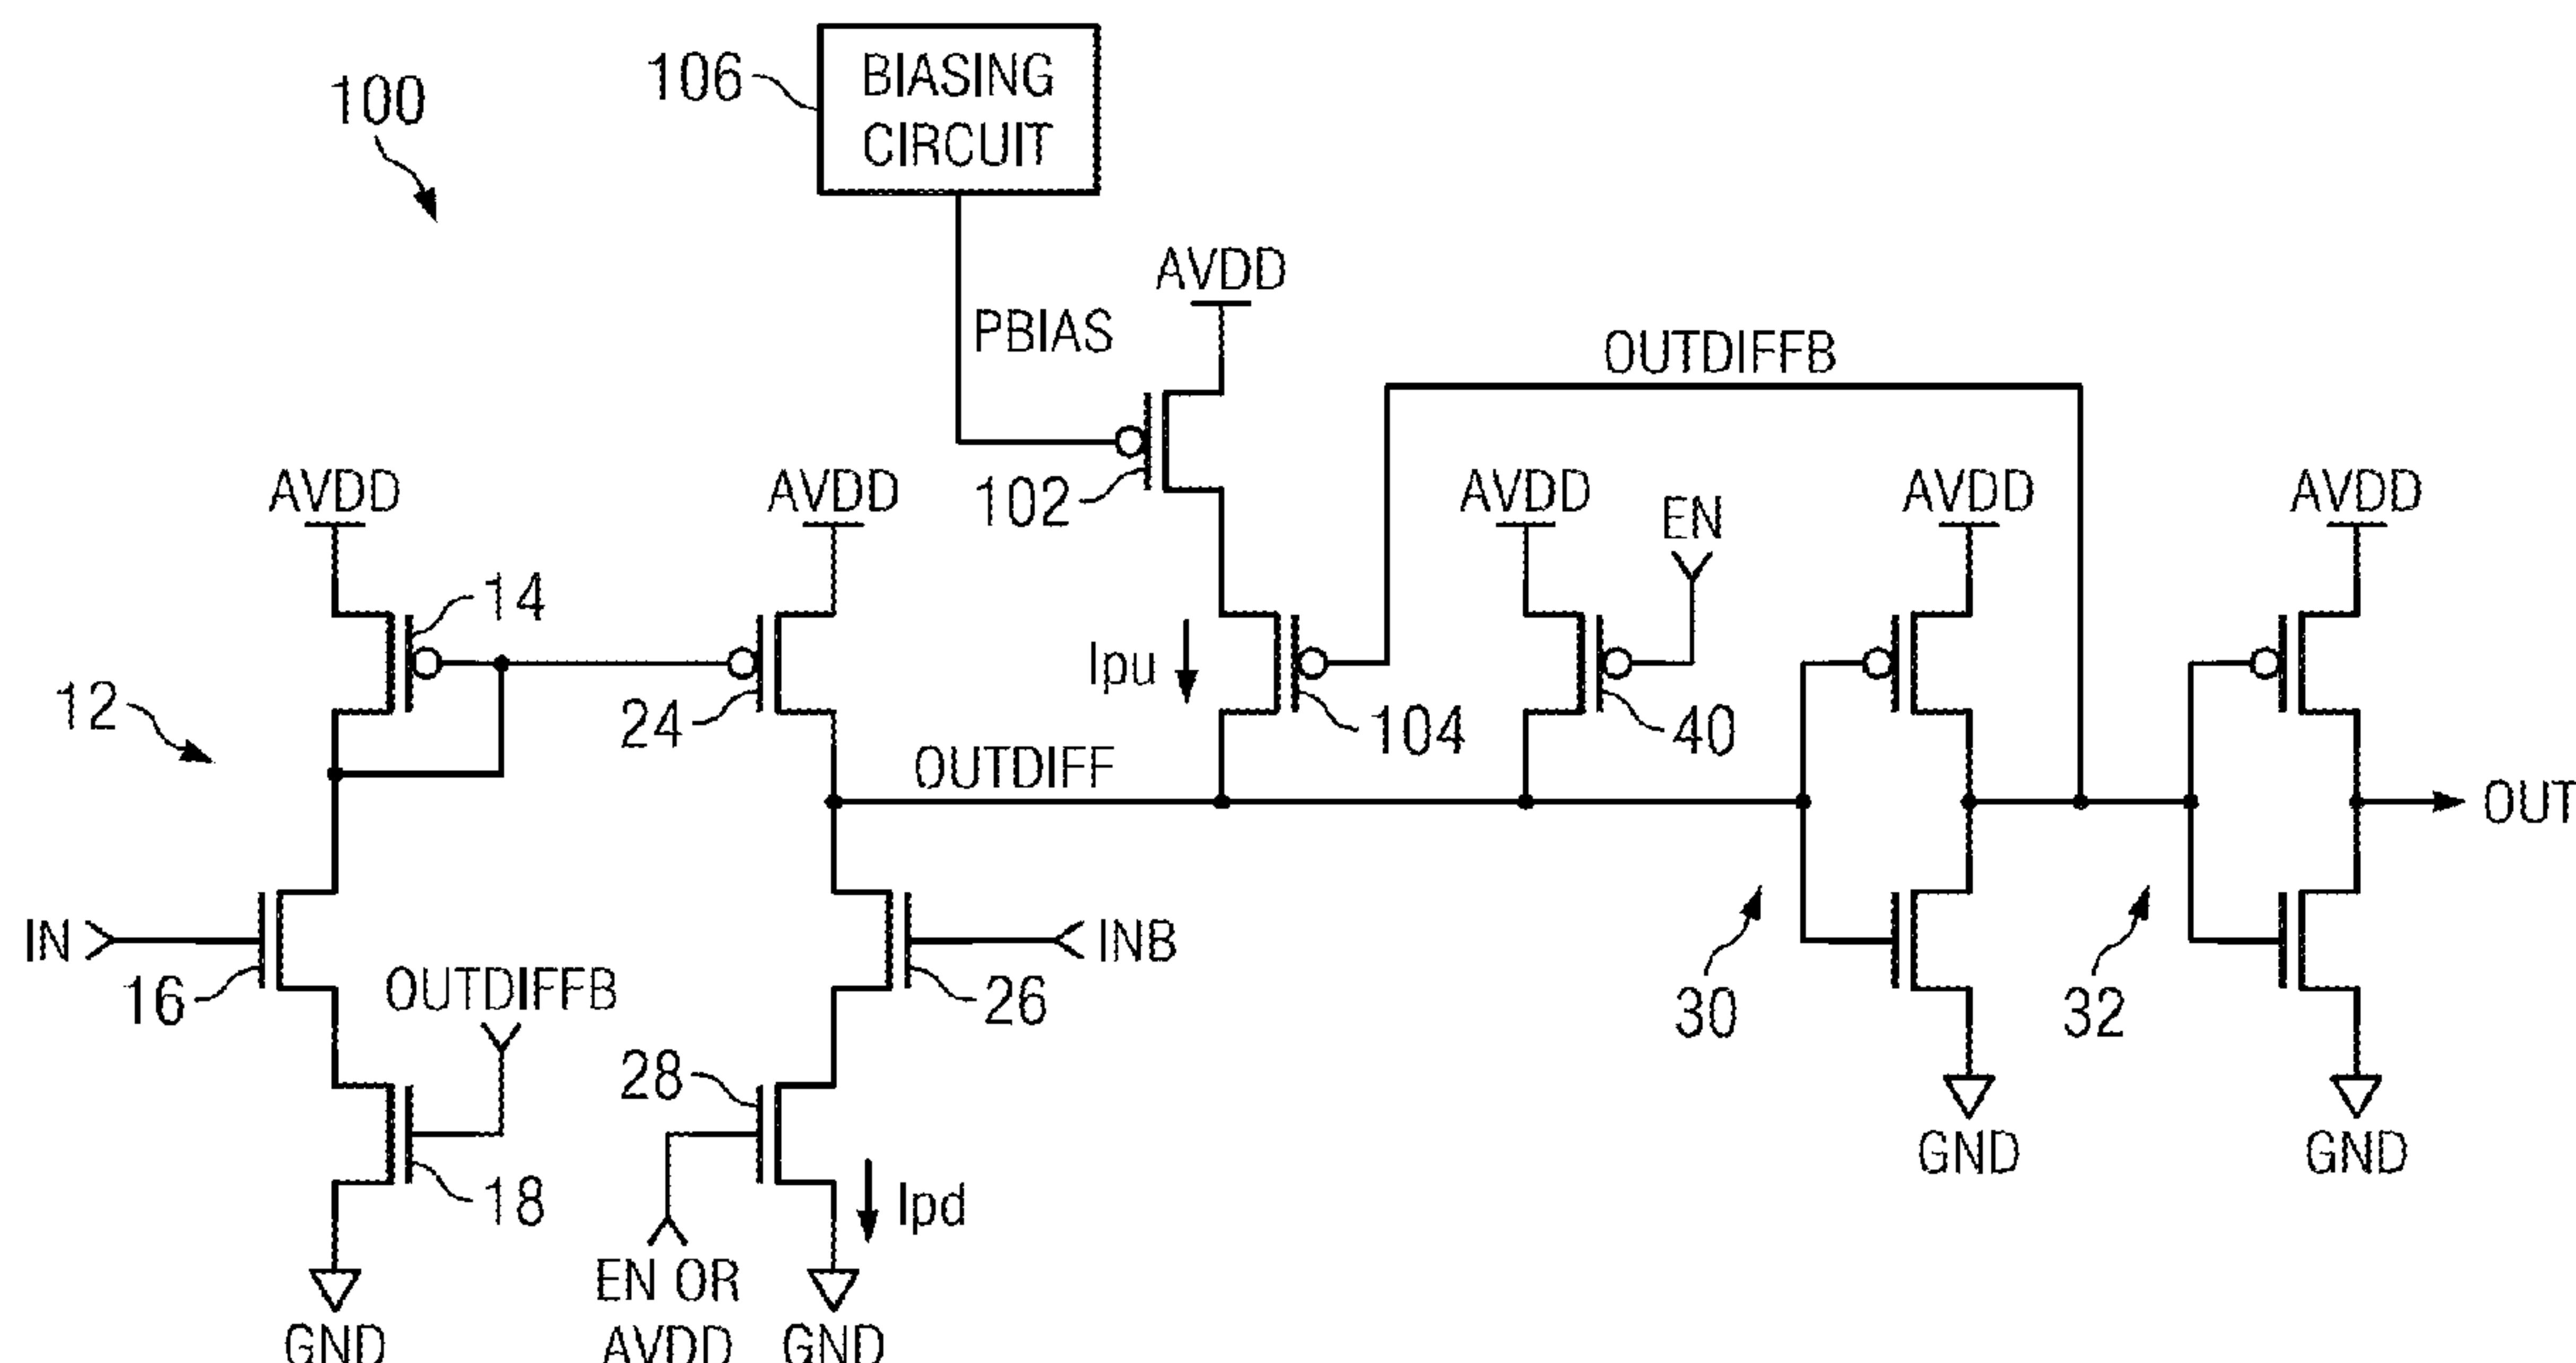 106
BIASING
CIRCUIT
100
AVDD
PBIAS
OUTDIFFB
102
AVDD
AVDD
AVDD
EN
AVDD
AVDD
14
12
24
Ipu
104
40
OUTDIFF
OUT
IN
16
OUTDIFFB
INB
26
30
32
28
18
Ipd
GND
GND
EN OR
AVDD
GND
GND